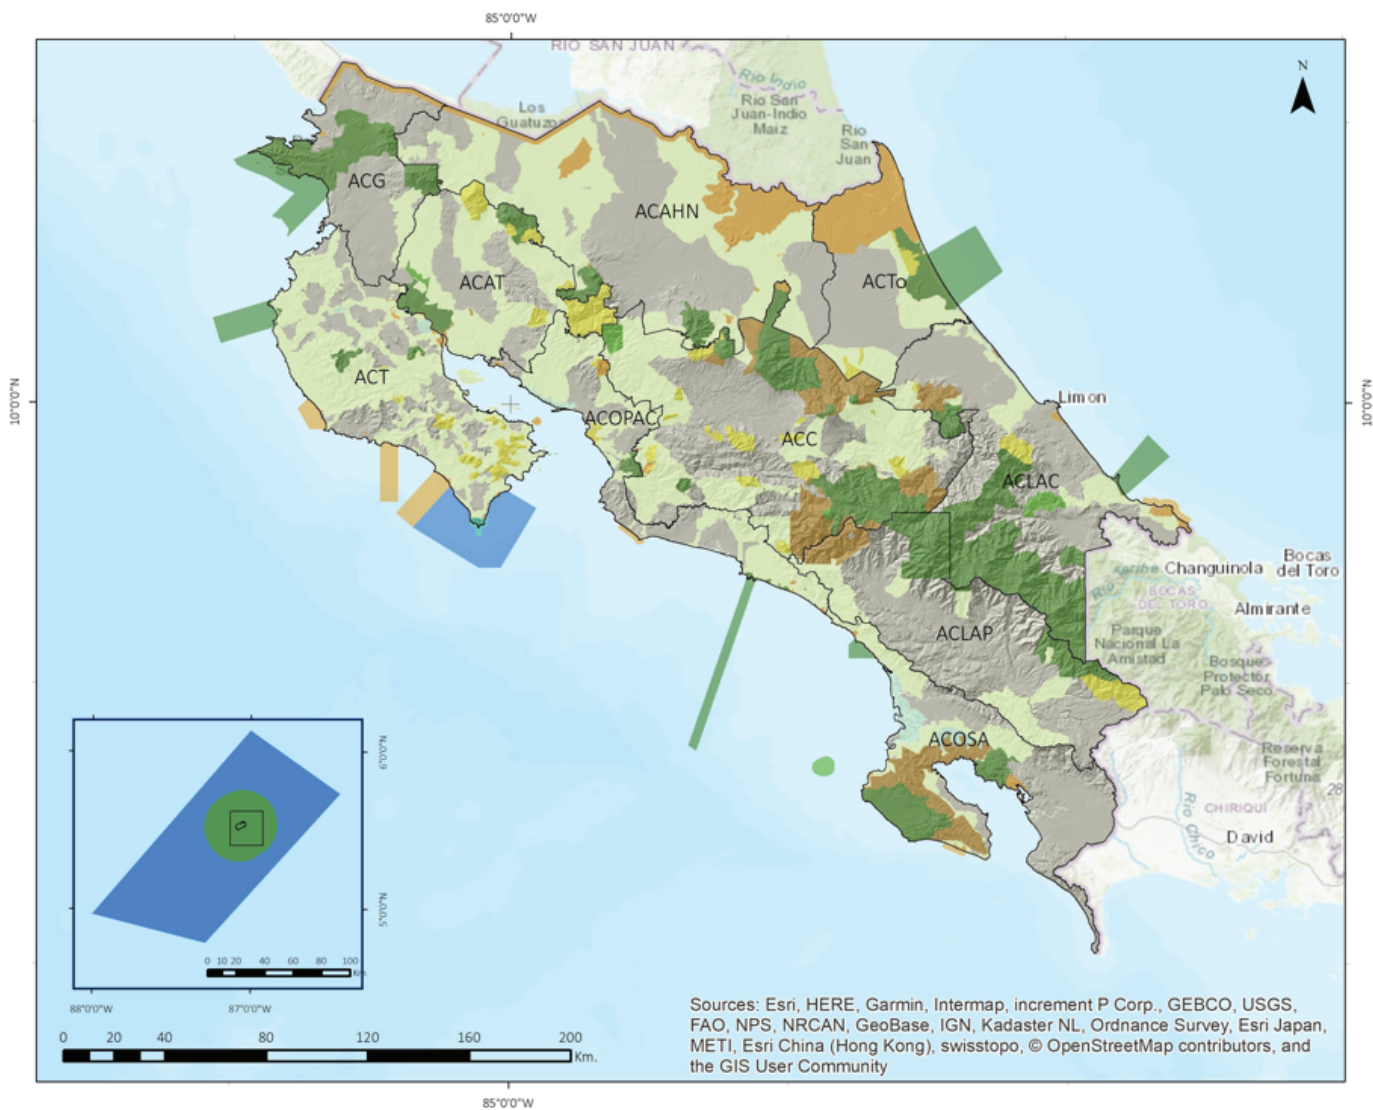 85°0'0"W
N
RIO SAN JUAN
Rio Indio
Rio San
Juan-Indio
Maiz
Los
Guatuzos
Rio
San
Juan
ACG
ACAHN
ACAT
ACTo
ACT
10°0'0"N
10°0'0"N
Limon
ACOPAC
ACC
ACLAC
Changuinola
Bocas
del Toro
BOCAS
DEL TORO
Almirante
Parque
Nacional La
Amistad
ACLAP
Bosque
Protector
Palo Seco
ACOSA
Reserva
Forestal
Fortuna
CHIRIQUI
Rio Chico
David
6°0'0"N
5°0'0"N
0 10 20 40 60 80 100
Km
88°0'0"W
87°0'0"W
0 20 40 80 120 160 200
Km.
Sources: Esri, HERE, Garmin, Intermap, increment P Corp., GEBCO, USGS,
FAO, NPS, NRCAN, GeoBase, IGN, Kadaster NL, Ordnance Survey, Esri Japan,
METI, Esri China (Hong Kong), swisstopo, © OpenStreetMap contributors, and
the GIS User Community
85°0'0"W